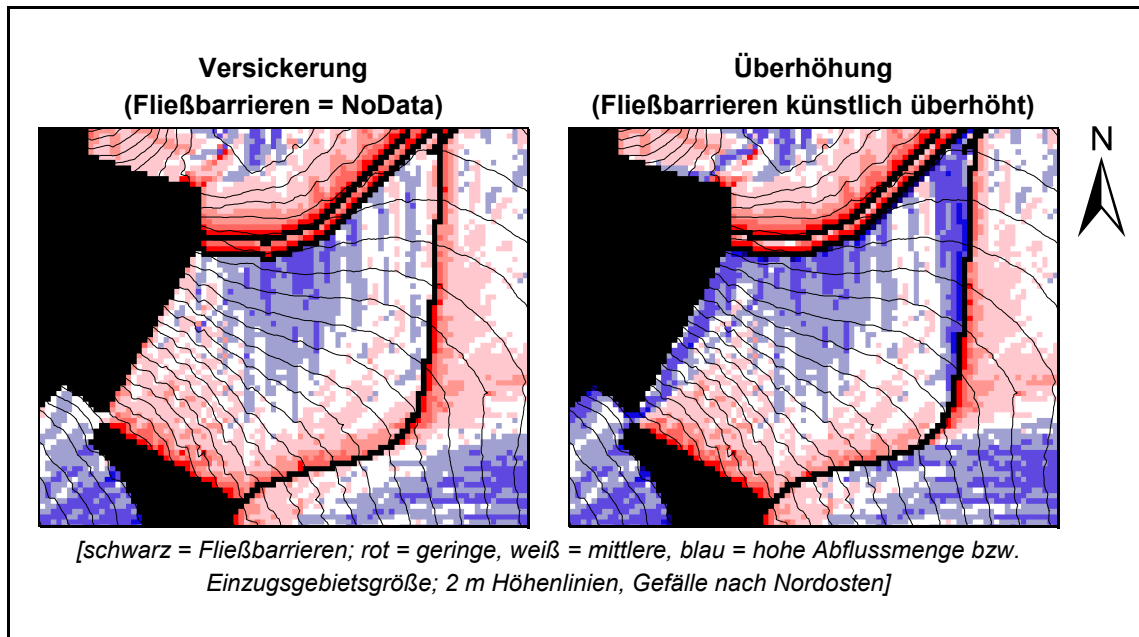 Versickerung
(Fließbarrieren = NoData)
Überhöhung
(Fließbarrieren künstlich überhöht)
N
[schwarz = Fließbarrieren; rot = geringe, weiß = mittlere, blau = hohe Abflussmenge bzw.
Einzugsgebietsgröße; 2 m Höhenlinien, Gefälle nach Nordosten]